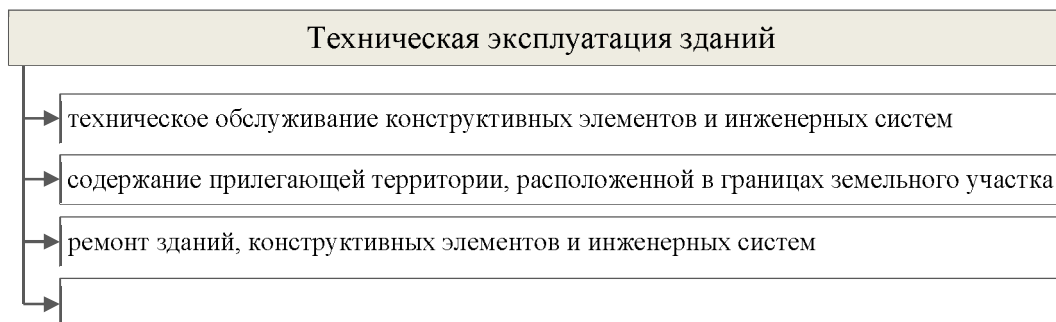 Техническая эксплуатация зданий
техническое обслуживание конструктивных элементов и инженерных систем
содержание прилегающей территории, расположенной в границах земельного участка
ремонт зданий, конструктивных элементов и инженерных систем